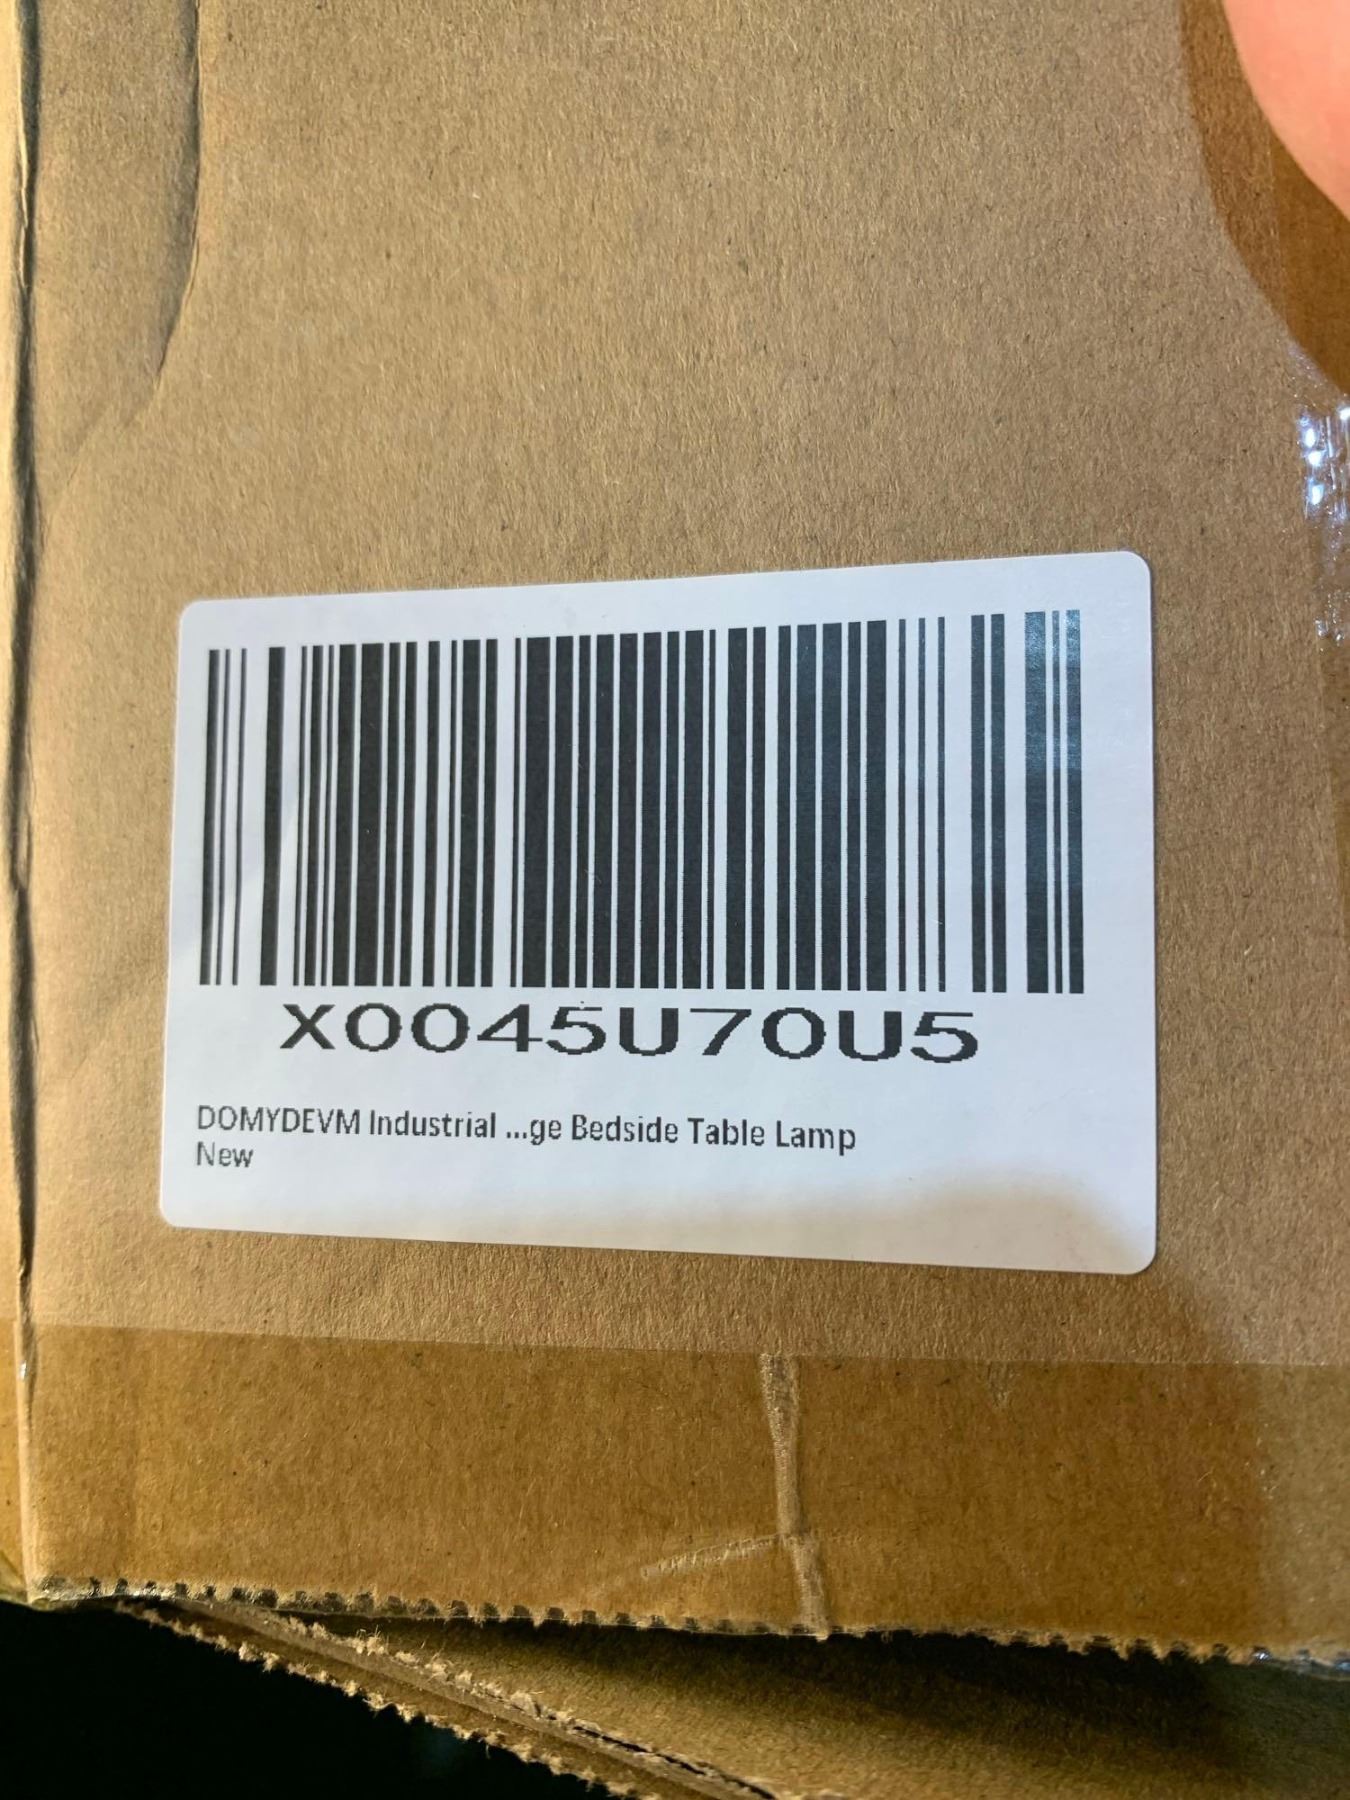 X0045U70U5
DOMYDEVM Industrial ...ge Bedside Table Lamp
New